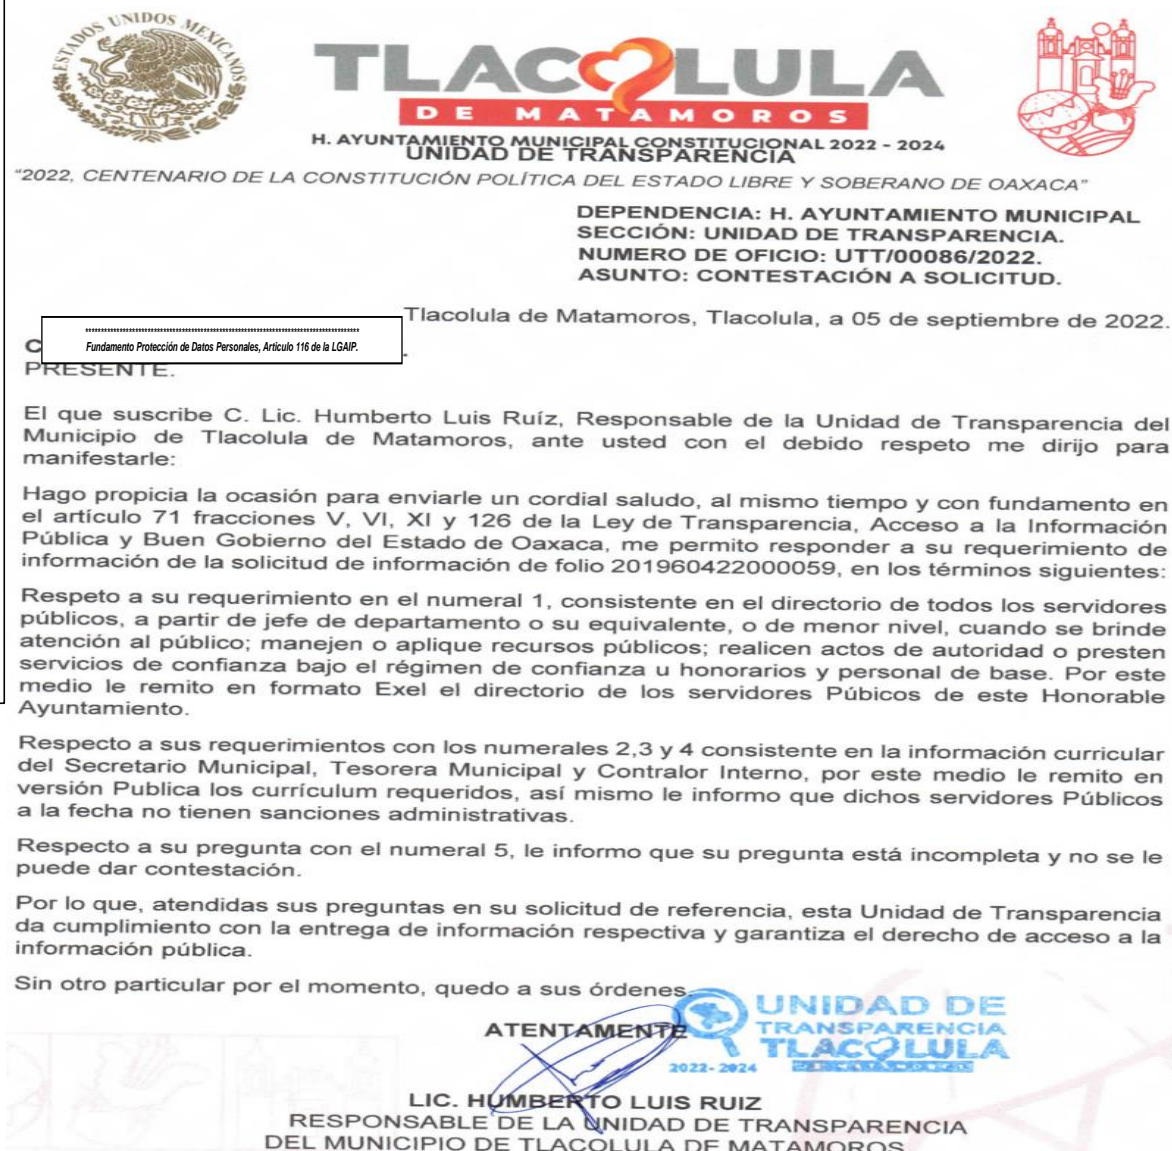 ESTADOS UNIDOS MEXICANOS
TLACOLULA
DE MATAMOROS
H. AYUNTAMIENTO MUNICIPAL CONSTITUCIONAL 2022 - 2024
UNIDAD DE TRANSPARENCIA
"2022, CENTENARIO DE LA CONSTITUCIÓN POLÍTICA DEL ESTADO LIBRE Y SOBERANO DE OAXACA"
DEPENDENCIA: H. AYUNTAMIENTO MUNICIPAL
SECCIÓN: UNIDAD DE TRANSPARENCIA.
NUMERO DE OFICIO: UTT/00086/2022.
ASUNTO: CONTESTACIÓN A SOLICITUD.
Tlacolula de Matamoros, Tlacolula, a 05 de septiembre de 2022.
Fundamento Protección de Datos Personales, Articulo 116 de la LGAIP.
C
PRESENTE.
El que suscribe C. Lic. Humberto Luis Ruíz, Responsable de la Unidad de Transparencia del
Municipio de Tlacolula de Matamoros, ante usted con el debido respeto me dirijo para
manifestarle:
Hago propicia la ocasión para enviarle un cordial saludo, al mismo tiempo y con fundamento en
el artículo 71 fracciones V, VI, XI y 126 de la Ley de Transparencia, Acceso a la Información
Pública y Buen Gobierno del Estado de Oaxaca, me permito responder a su requerimiento de
información de la solicitud de información de folio 201960422000059, en los términos siguientes:
Respeto a su requerimiento en el numeral 1, consistente en el directorio de todos los servidores
públicos, a partir de jefe de departamento o su equivalente, o de menor nivel, cuando se brinde
atención al público; manejen o aplique recursos públicos; realicen actos de autoridad o presten
servicios de confianza bajo el régimen de confianza u honorarios y personal de base. Por este
medio le remito en formato Exel el directorio de los servidores Púbicos de este Honorable
Ayuntamiento.
Respecto a sus requerimientos con los numerales 2,3 y 4 consistente en la información curricular
del Secretario Municipal, Tesorera Municipal y Contralor Interno, por este medio le remito en
versión Publica los currículum requeridos, así mismo le informo que dichos servidores Públicos
a la fecha no tienen sanciones administrativas.
Respecto a su pregunta con el numeral 5, le informo que su pregunta está incompleta y no se le
puede dar contestación.
Por lo que, atendidas sus preguntas en su solicitud de referencia, esta Unidad de Transparencia
da cumplimiento con la entrega de información respectiva y garantiza el derecho de acceso a la
información pública.
Sin otro particular por el momento, quedo a sus órdenes.
ATENTAMENTE
UNIDAD DE
TRANSPARENCIA
TLACOLULA
2022-2024
LIC. HUMBERTO LUIS RUIZ
RESPONSABLE DE LA UNIDAD DE TRANSPARENCIA
DEL MUNICIPIO DE TLACOLULA DE MATAMOROS